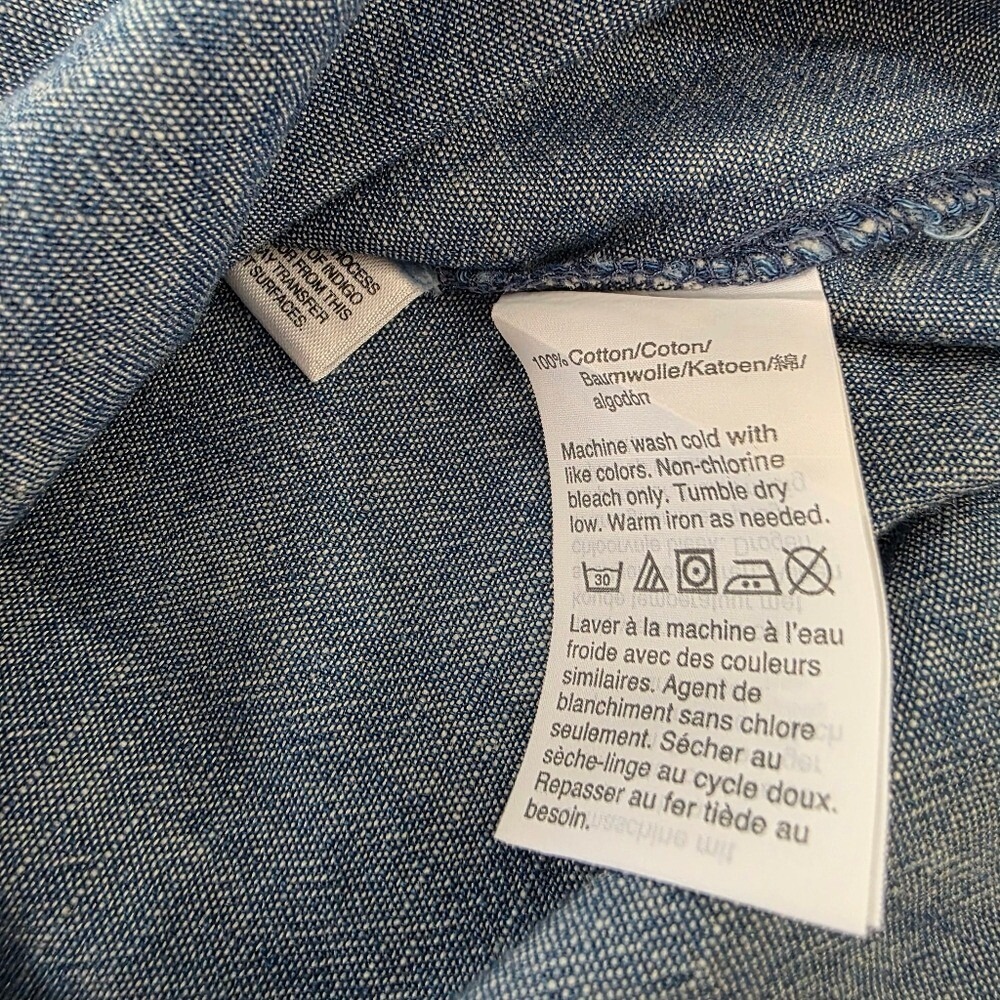 OF INDIGO
FROM THIS
TRANSFER
SURFACES
100% Cotton/Coton/
Baumwolle/Katoen/綿/
algodón
Machine wash cold with
like colors. Non-chlorine
bleach only. Tumble dry
low. Warm iron as needed.
30
Laver à la machine à l'eau
froide avec des couleurs
similaires. Agent de
blanchiment sans chlore
seulement. Sécher au
sèche-linge au cycle doux.
Repasser au fer tiède au
besoin.